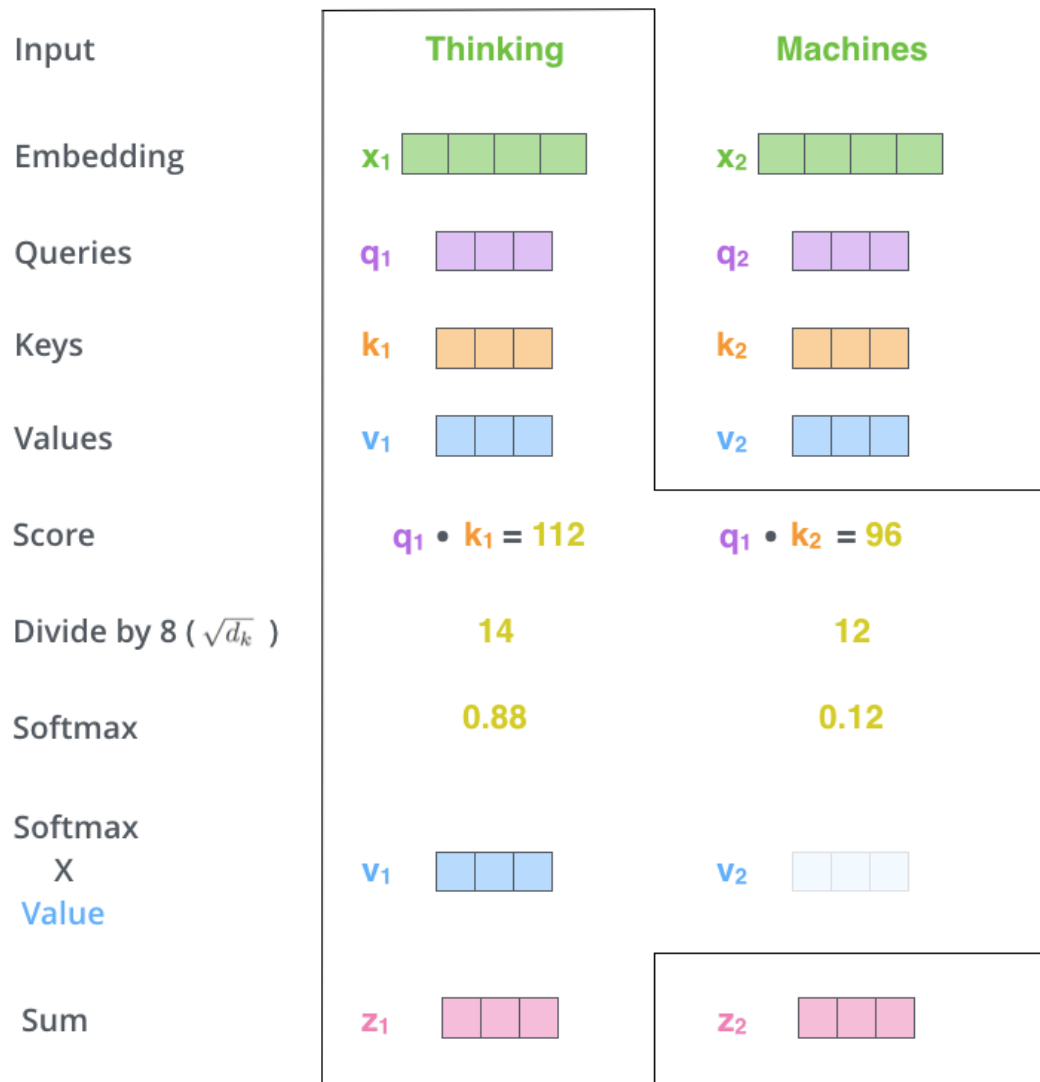 Input Thinking Machines
Embedding x₁ x₂
Queries q₁ q₂
Keys k₁ k₂
Values v₁ v₂
Score q₁ • k₁ = 112 q₁ • k₂ = 96
Divide by 8 ( √dₖ ) 14 12
Softmax 0.88 0.12
Softmax
X v₁ v₂
Value
Sum z₁ z₂